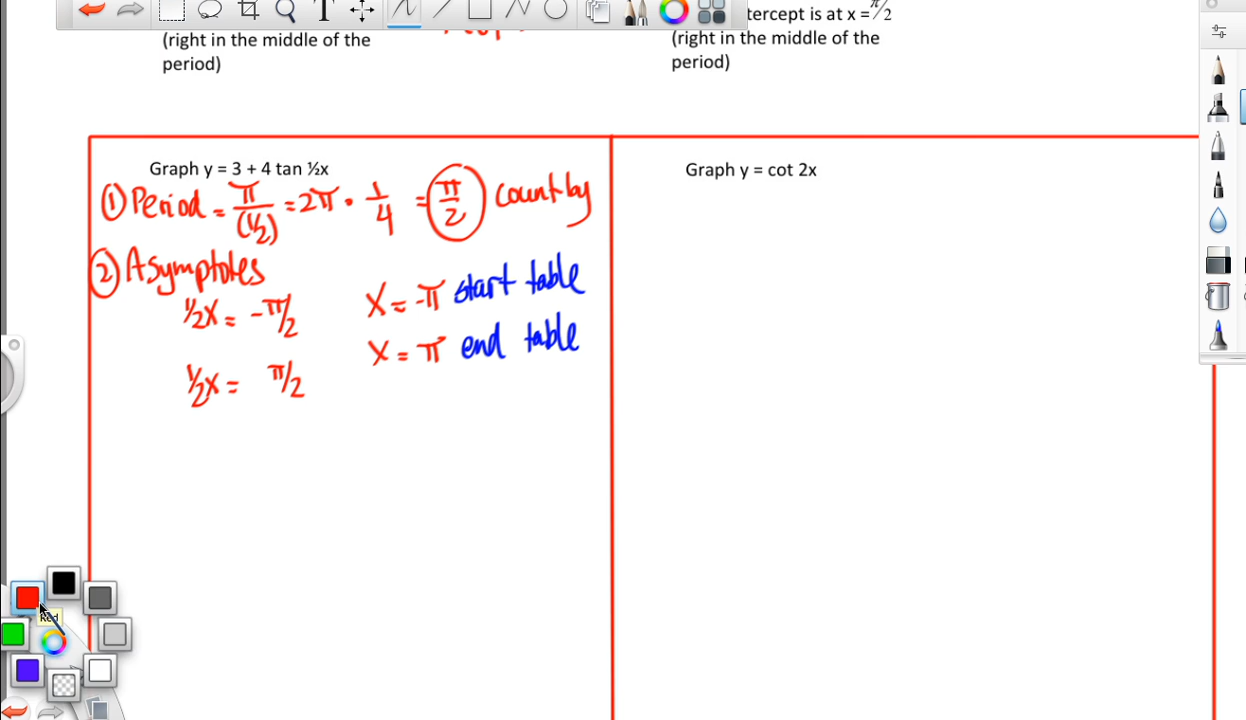 (right in the middle of the
period)
tercept is at x = π/2
(right in the middle of the
period)
Graph y = 3 + 4 tan ½x
① Period = π/(1/2) = 2π · 1/4 = π/2 count by
② Asymptotes
1/2x = -π/2
x = -π start table
x = π end table
1/2x = π/2
Graph y = cot 2x
T
Red